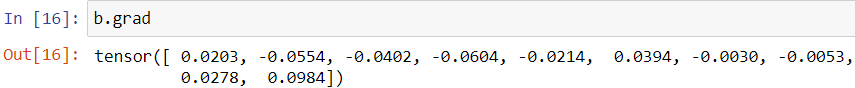 In [16]: b.grad
Out[16]: tensor([ 0.0203, -0.0554, -0.0402, -0.0604, -0.0214,  0.0394, -0.0030, -0.0053,
0.0278,  0.0984])